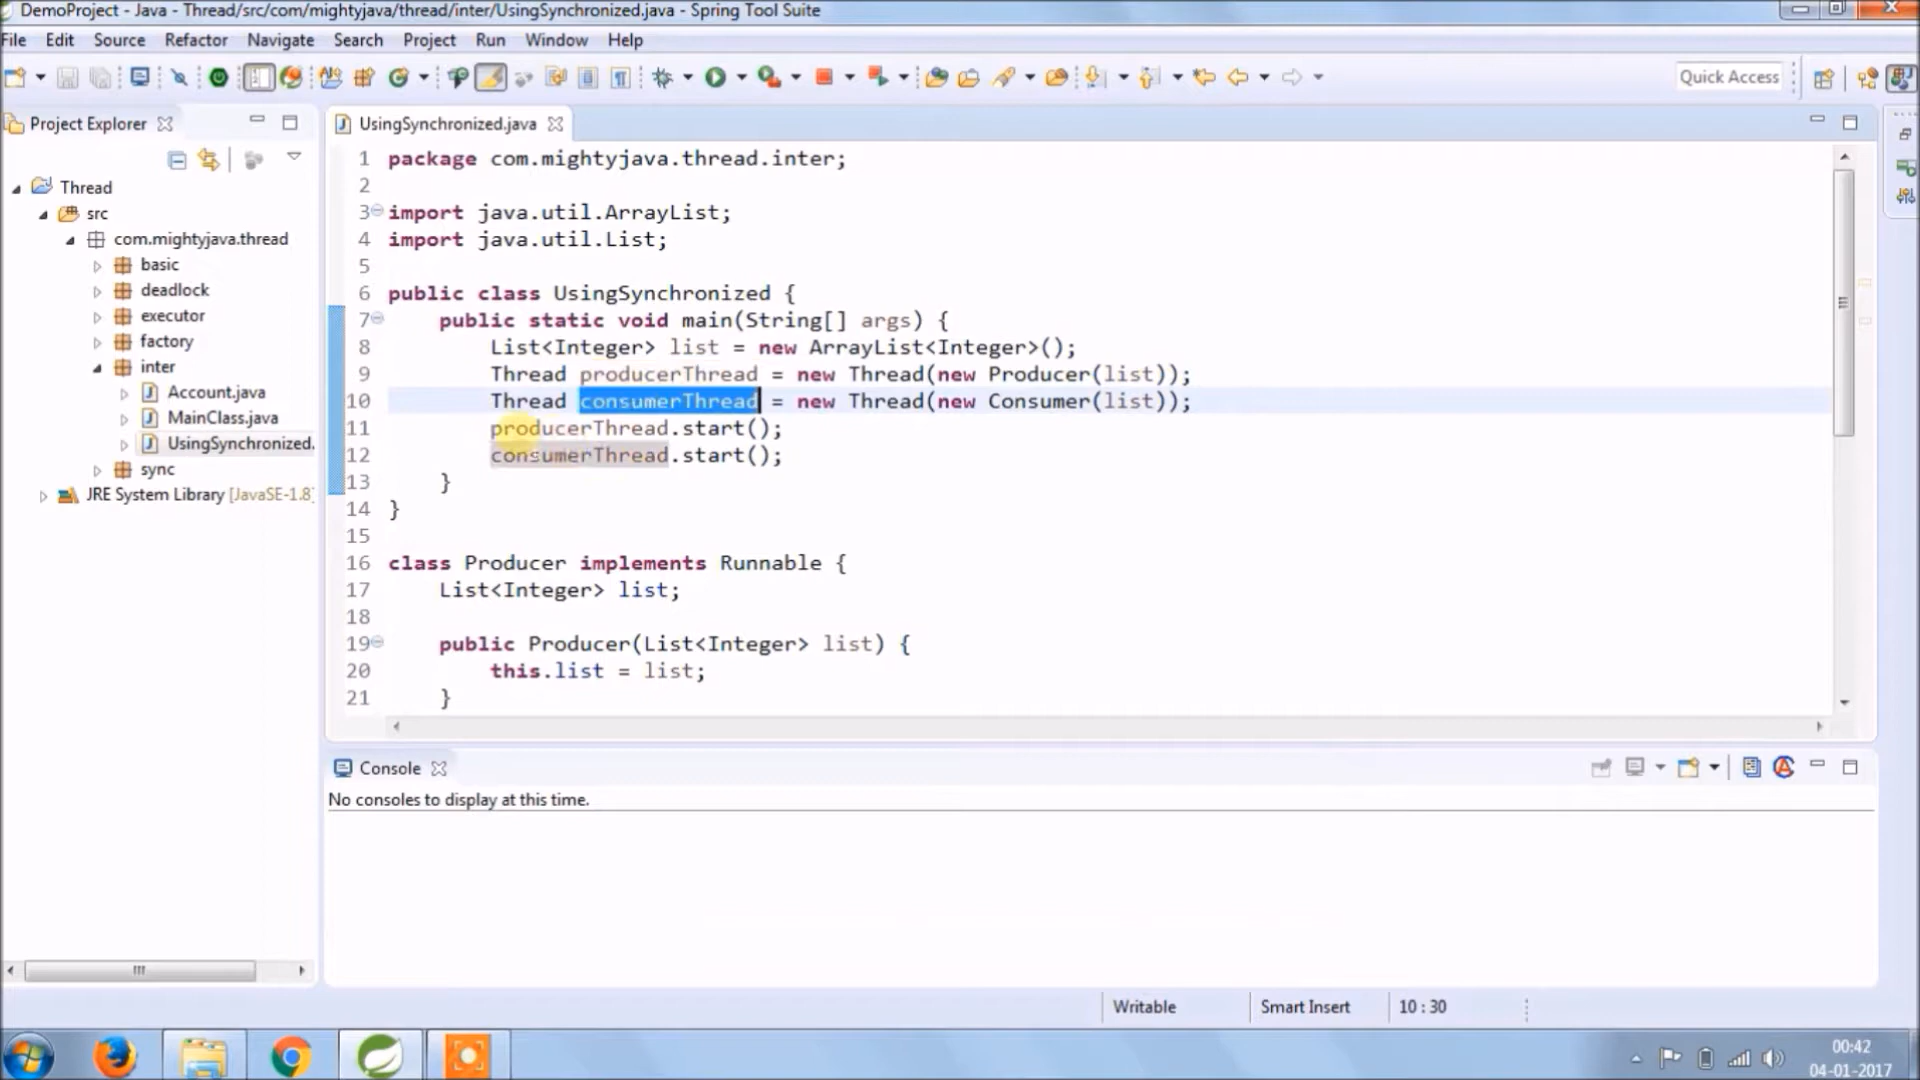 DemoProject - Java - Thread/src/com/mightyjava/thread/inter/UsingSynchronized.java - Spring Tool Suite
File Edit Source Refactor Navigate Search Project Run Window Help
Quick Access
Project Explorer
Thread
src
com.mightyjava.thread
basic
deadlock
executor
factory
inter
Account.java
MainClass.java
UsingSynchronized.
sync
JRE System Library [JavaSE-1.8]
UsingSynchronized.java
1 package com.mightyjava.thread.inter;
2
3 import java.util.ArrayList;
4 import java.util.List;
5
6 public class UsingSynchronized {
7 public static void main(String[] args) {
8 List<Integer> list = new ArrayList<Integer>();
9 Thread producerThread = new Thread(new Producer(list));
10 Thread consumerThread = new Thread(new Consumer(list));
11 producerThread.start();
12 consumerThread.start();
13 }
14 }
15
16 class Producer implements Runnable {
17 List<Integer> list;
18
19 public Producer(List<Integer> list) {
20 this.list = list;
21 }
Console
No consoles to display at this time.
Writable Smart Insert 10 : 30
00:42
04-01-2017